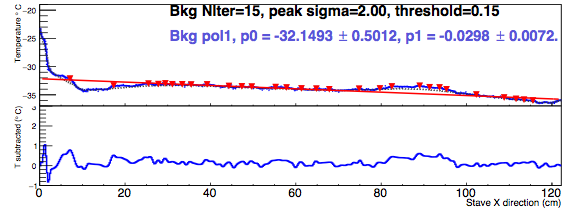 Bkg NIter=15, peak sigma=2.00, threshold=0.15
Bkg pol1, p0 = -32.1493 ± 0.5012, p1 = -0.0298 ± 0.0072.
Temperature (° C)
−20
−25
−30
−35
T subtracted (° C)
3
2
1
0
−1
0 20 40 60 80 100 120
Stave X direction (cm)